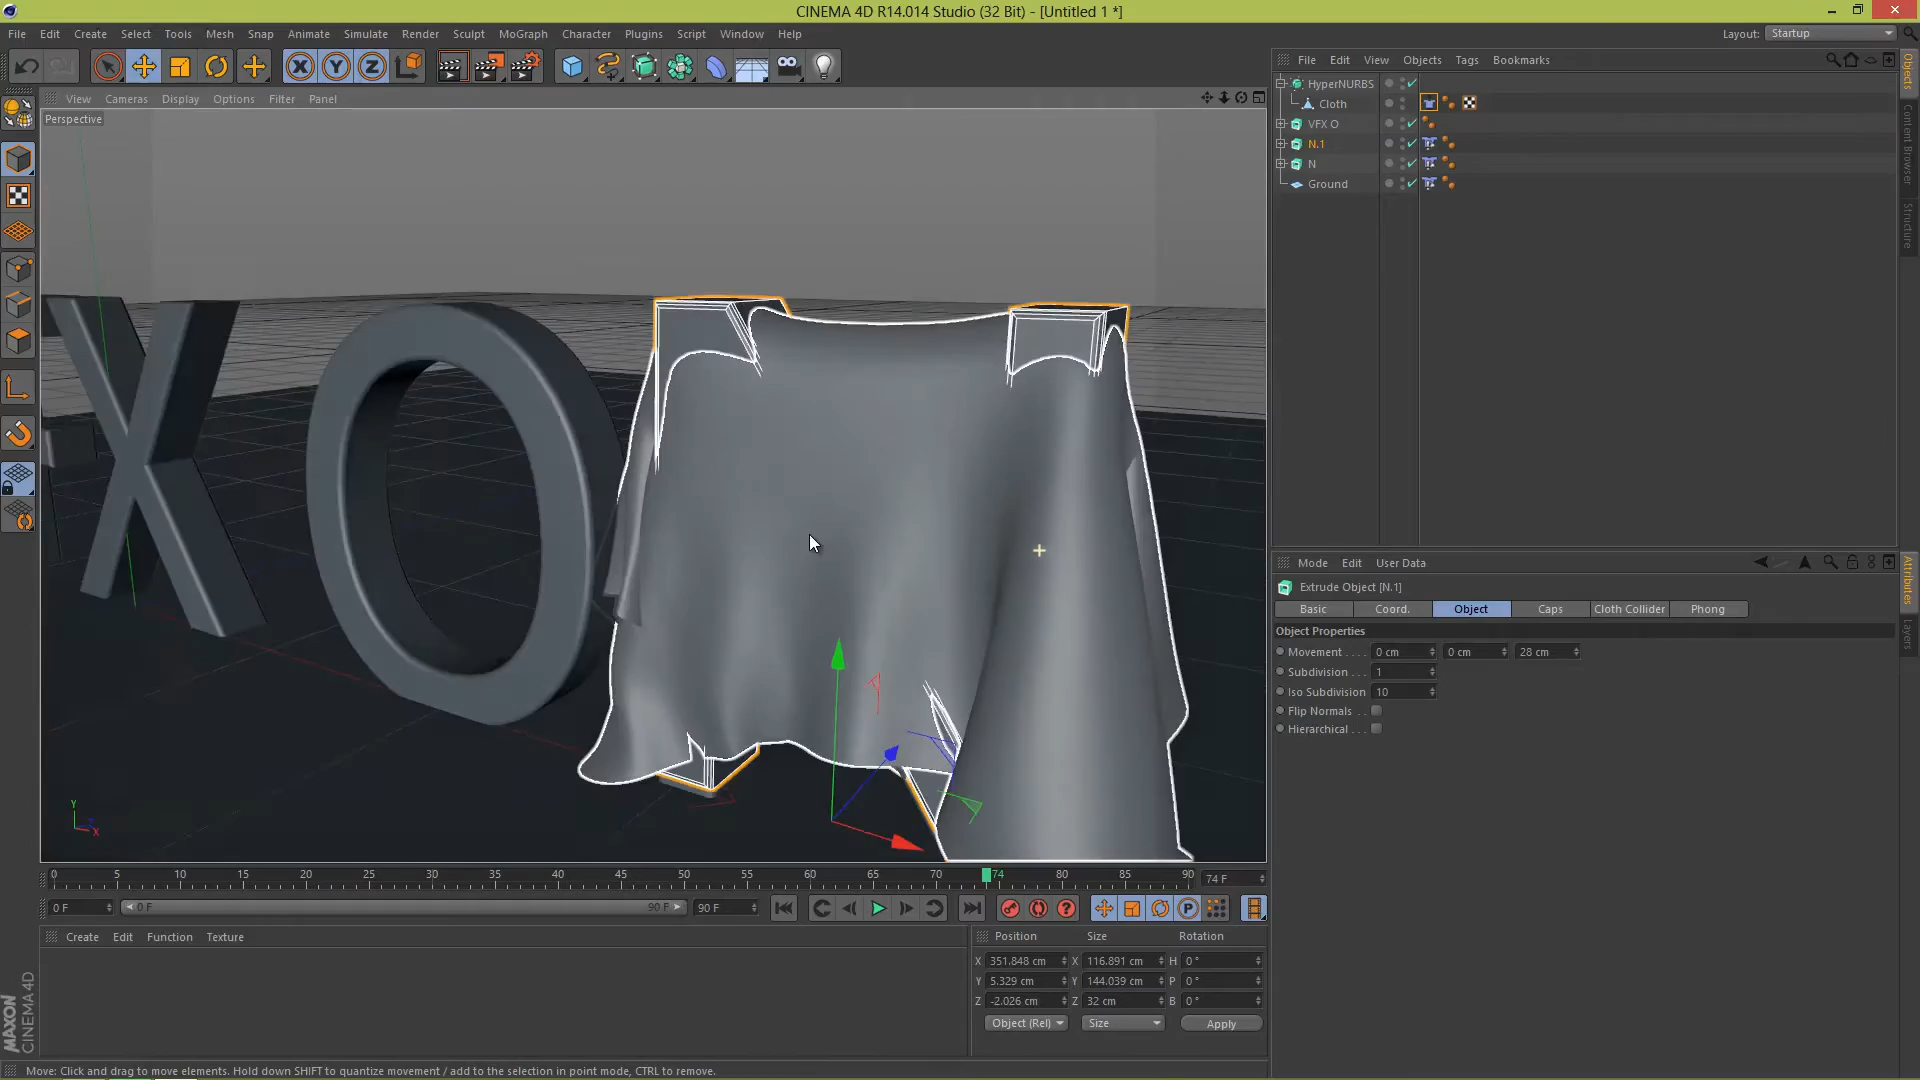 CINEMA 4D R14.014 Studio (32 Bit) - [Untitled 1 *]
File Edit Create Select Tools Mesh Snap Animate Simulate Render Sculpt MoGraph Character Plugins Script Window Help
Layout: Startup
X Y Z
View Cameras Display Options Filter Panel
Perspective
File Edit View Objects Tags Bookmarks
HyperNURBS
Cloth
VFX O
N.1
N
Ground
Objects
Content Browser
Structure
Mode Edit User Data
Extrude Object [N.1]
Basic Coord. Object Caps Cloth Collider Phong
Object Properties
Movement . . . . 0 cm 0 cm 28 cm
Subdivision . . . 1
Iso Subdivision 10
Flip Normals . .
Hierarchical . . .
Attributes
Layers
Y
Z
X
0 5 10 15 20 25 30 35 40 45 50 55 60 65 70 74 80 85 90
74 F
0 F 0 F 90 F 90 F
P
Create Edit Function Texture
Position Size Rotation
X 351.848 cm X 116.891 cm H 0 °
Y 5.329 cm Y 144.039 cm P 0 °
Z -2.026 cm Z 32 cm B 0 °
Object (Rel) Size Apply
MAXON
CINEMA 4D
Move: Click and drag to move elements. Hold down SHIFT to quantize movement / add to the selection in point mode, CTRL to remove.